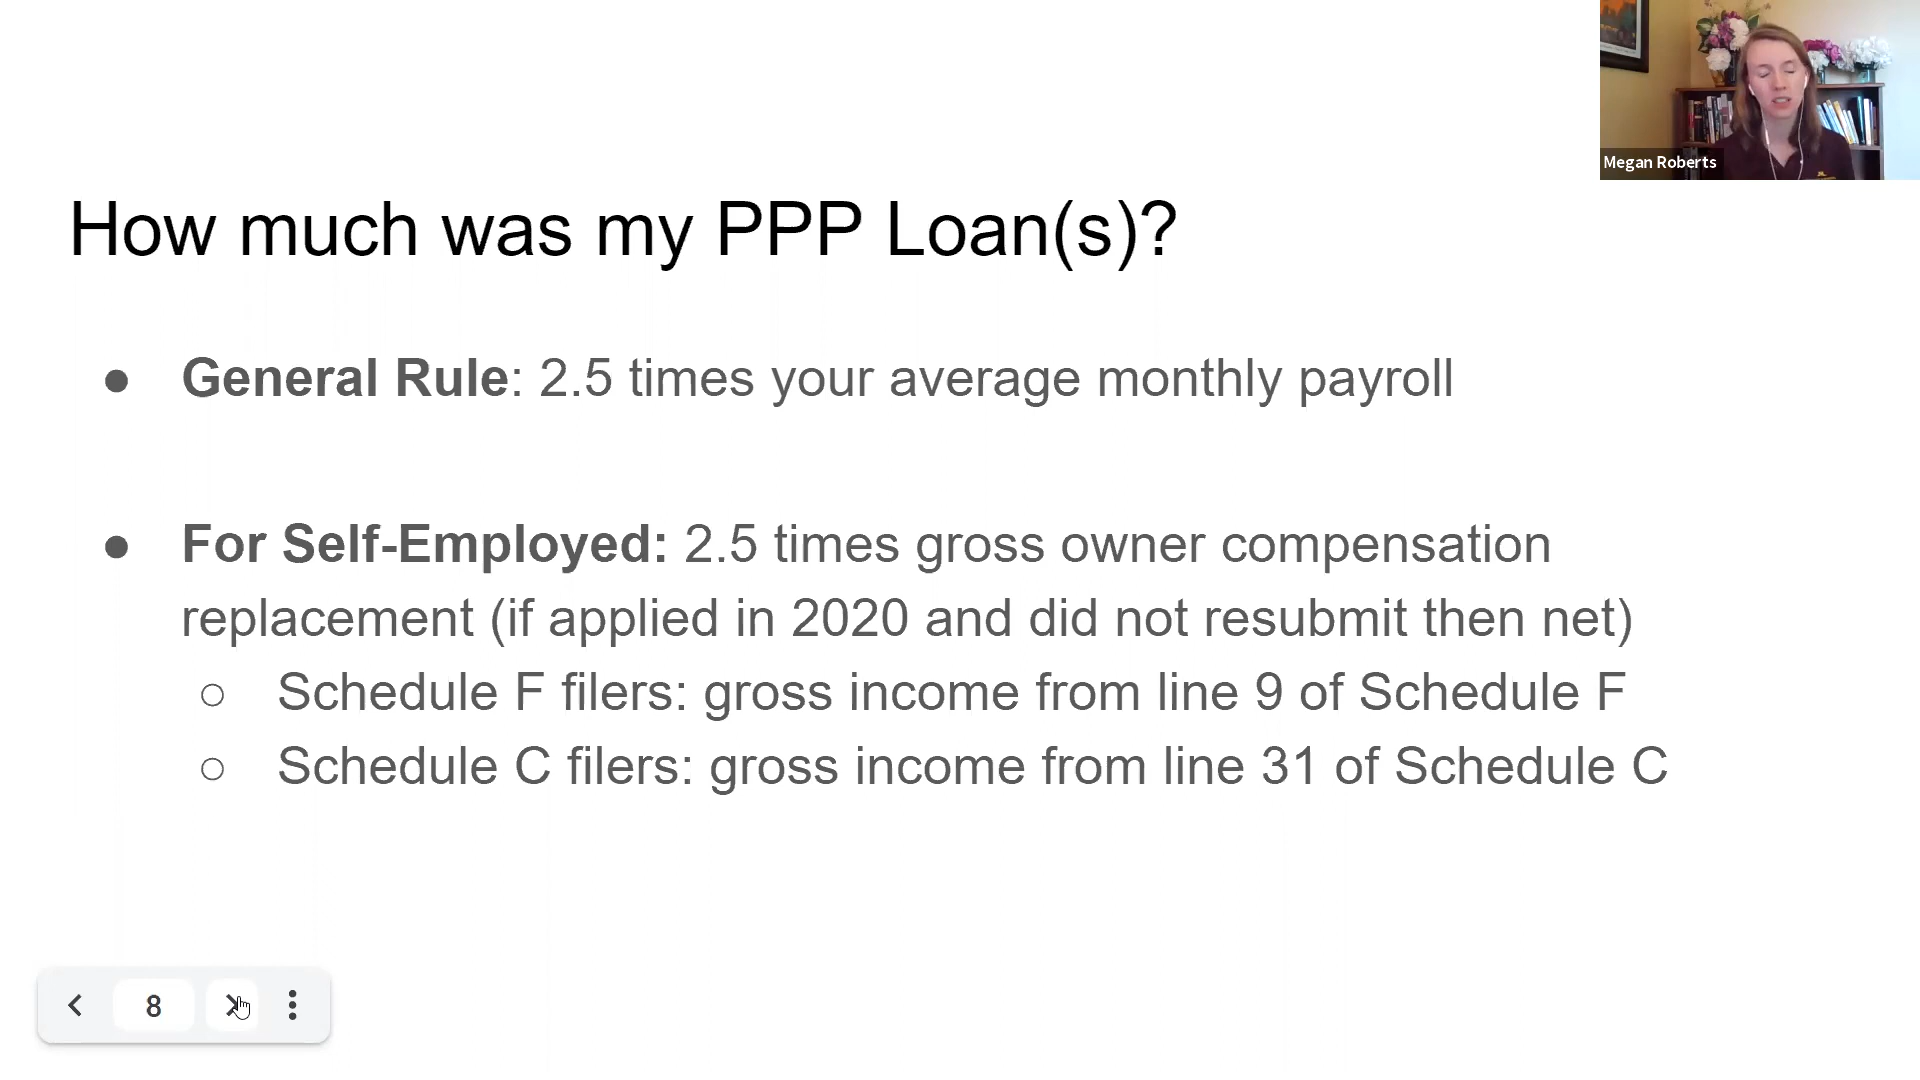 Megan Roberts
How much was my PPP Loan(s)?
● General Rule: 2.5 times your average monthly payroll
● For Self-Employed: 2.5 times gross owner compensation
replacement (if applied in 2020 and did not resubmit then net)
○ Schedule F filers: gross income from line 9 of Schedule F
○ Schedule C filers: gross income from line 31 of Schedule C
8